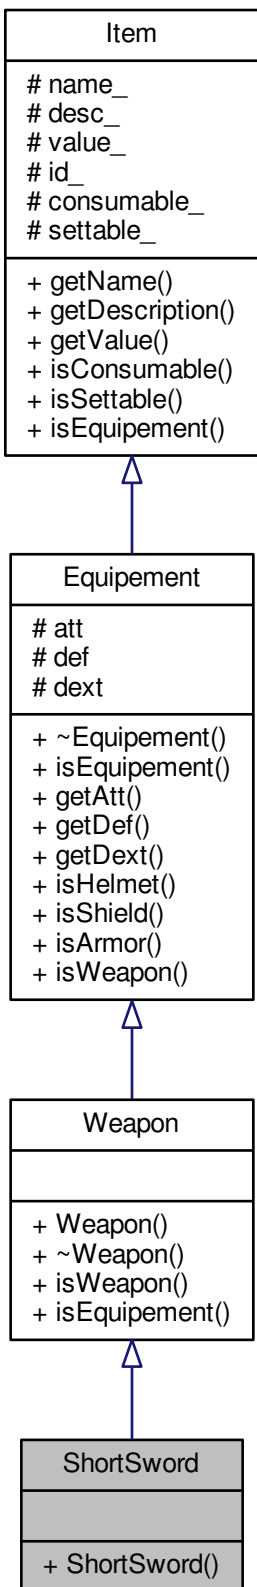 Item
# name_
# desc_
# value_
# id_
# consumable_
# settable_
+ getName()
+ getDescription()
+ getValue()
+ isConsumable()
+ isSettable()
+ isEquipement()
Equipement
# att
# def
# dext
+ ~Equipement()
+ isEquipement()
+ getAtt()
+ getDef()
+ getDext()
+ isHelmet()
+ isShield()
+ isArmor()
+ isWeapon()
Weapon
+ Weapon()
+ ~Weapon()
+ isWeapon()
+ isEquipement()
ShortSword
+ ShortSword()